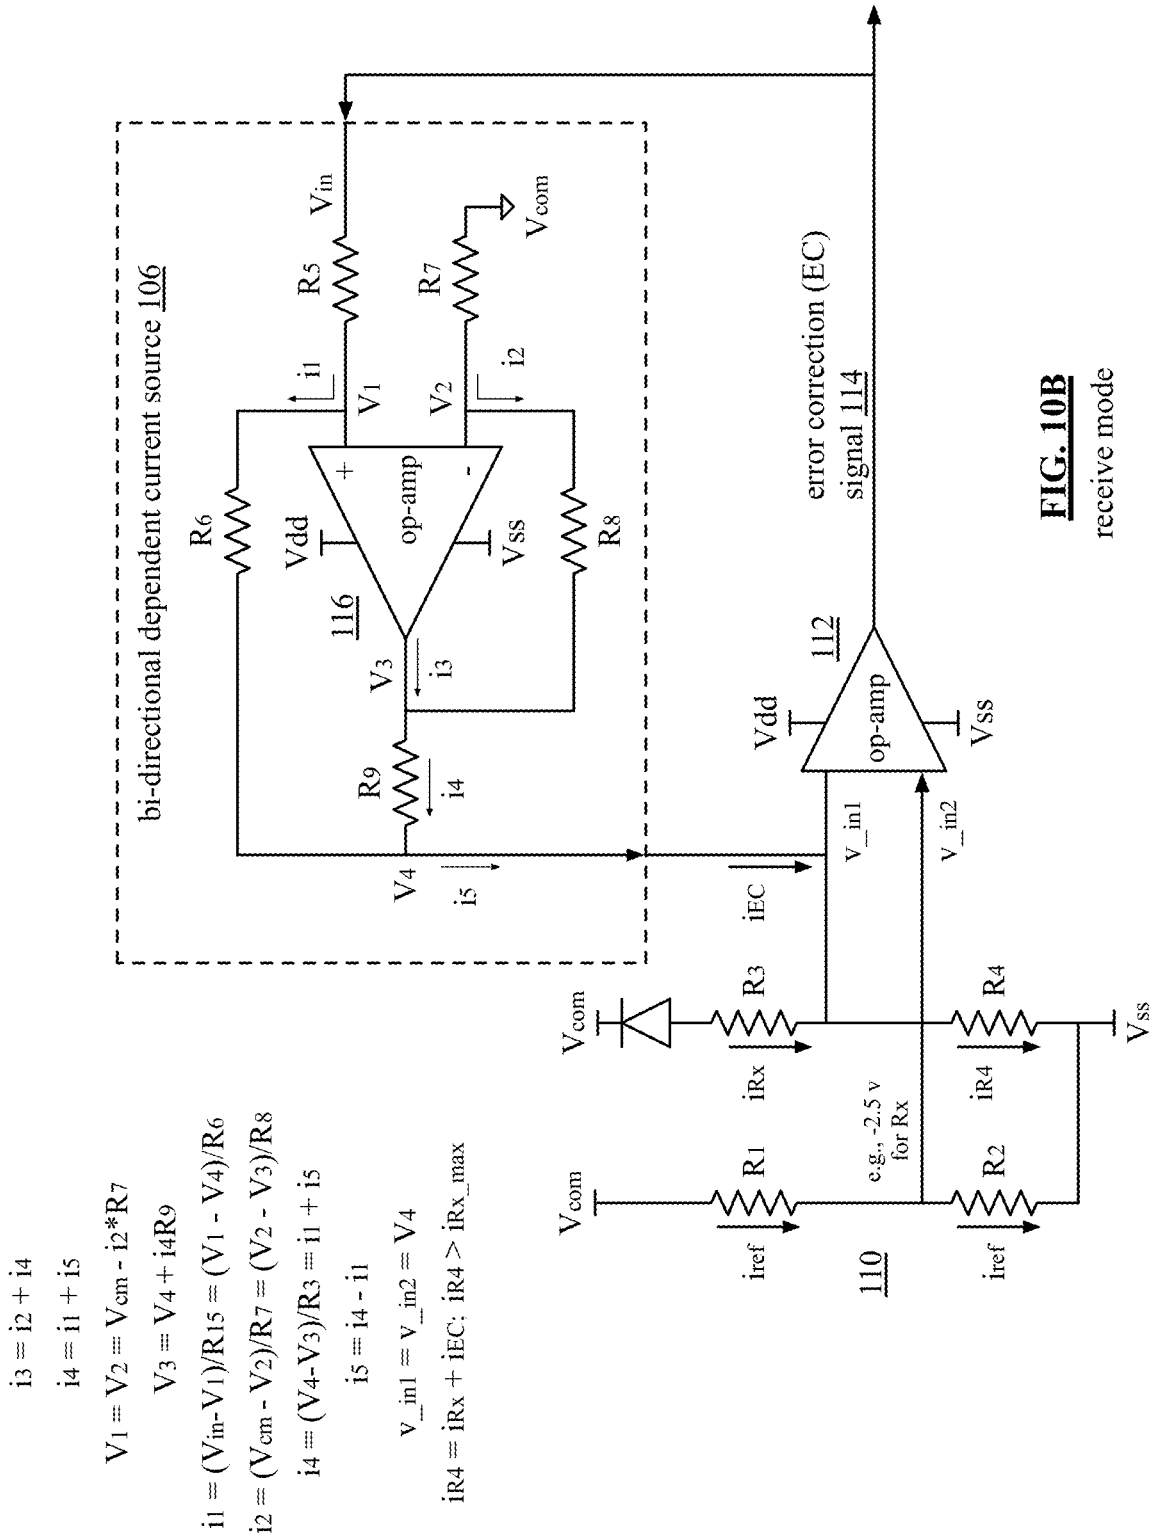 i3 = i2 + i4
i4 = i1 + i5
V1 = V2 = Vcm - i2*R7
V3 = V4 + i4R9
i1 = (Vin-V1)/R15 = (V1 - V4)/R6
i2 = (Vcm - V2)/R7 = (V2 - V3)/R8
i4 = (V4-V3)/R3 = i1 + i5
i5 = i4 - i1
v_in1 = v_in2 = V4
iR4 = iRx + iEC; iR4 > iRx_max
bi-directional dependent current source 106
R6
i1
R5
Vin
V1
Vdd
+
116
op-amp
V3
i3
R9
i4
V4
i5
V2
-
R7
Vcom
i2
Vss
R8
Vcom
Vcom
iEC
R1
iref
R3
iRx
v_in1
Vdd
112
op-amp
error correction (EC)
signal 114
110
e.g., -2.5 v
for Rx
v_in2
Vss
R2
iref
R4
iR4
Vss
FIG. 10B
receive mode